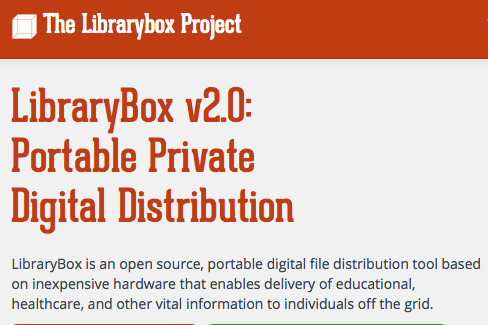 The Librarybox Project
LibraryBox v2.0:
Portable Private
Digital Distribution
LibraryBox is an open source, portable digital file distribution tool based
on inexpensive hardware that enables delivery of educational,
healthcare, and other vital information to individuals off the grid.